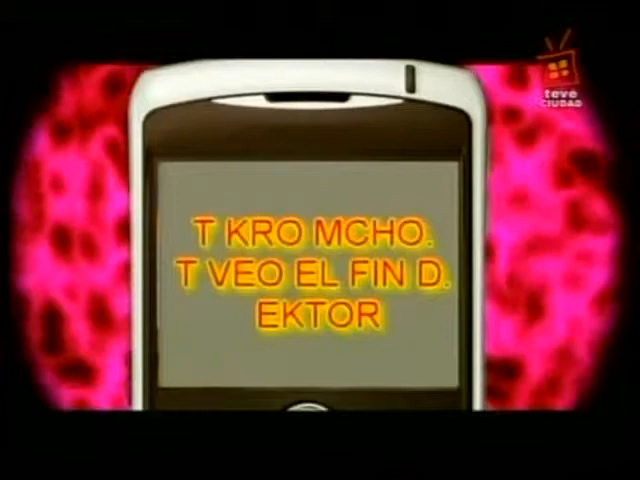 teve
CIUDAD
T KRO MCHO.
T VEO EL FIN D.
EKTOR